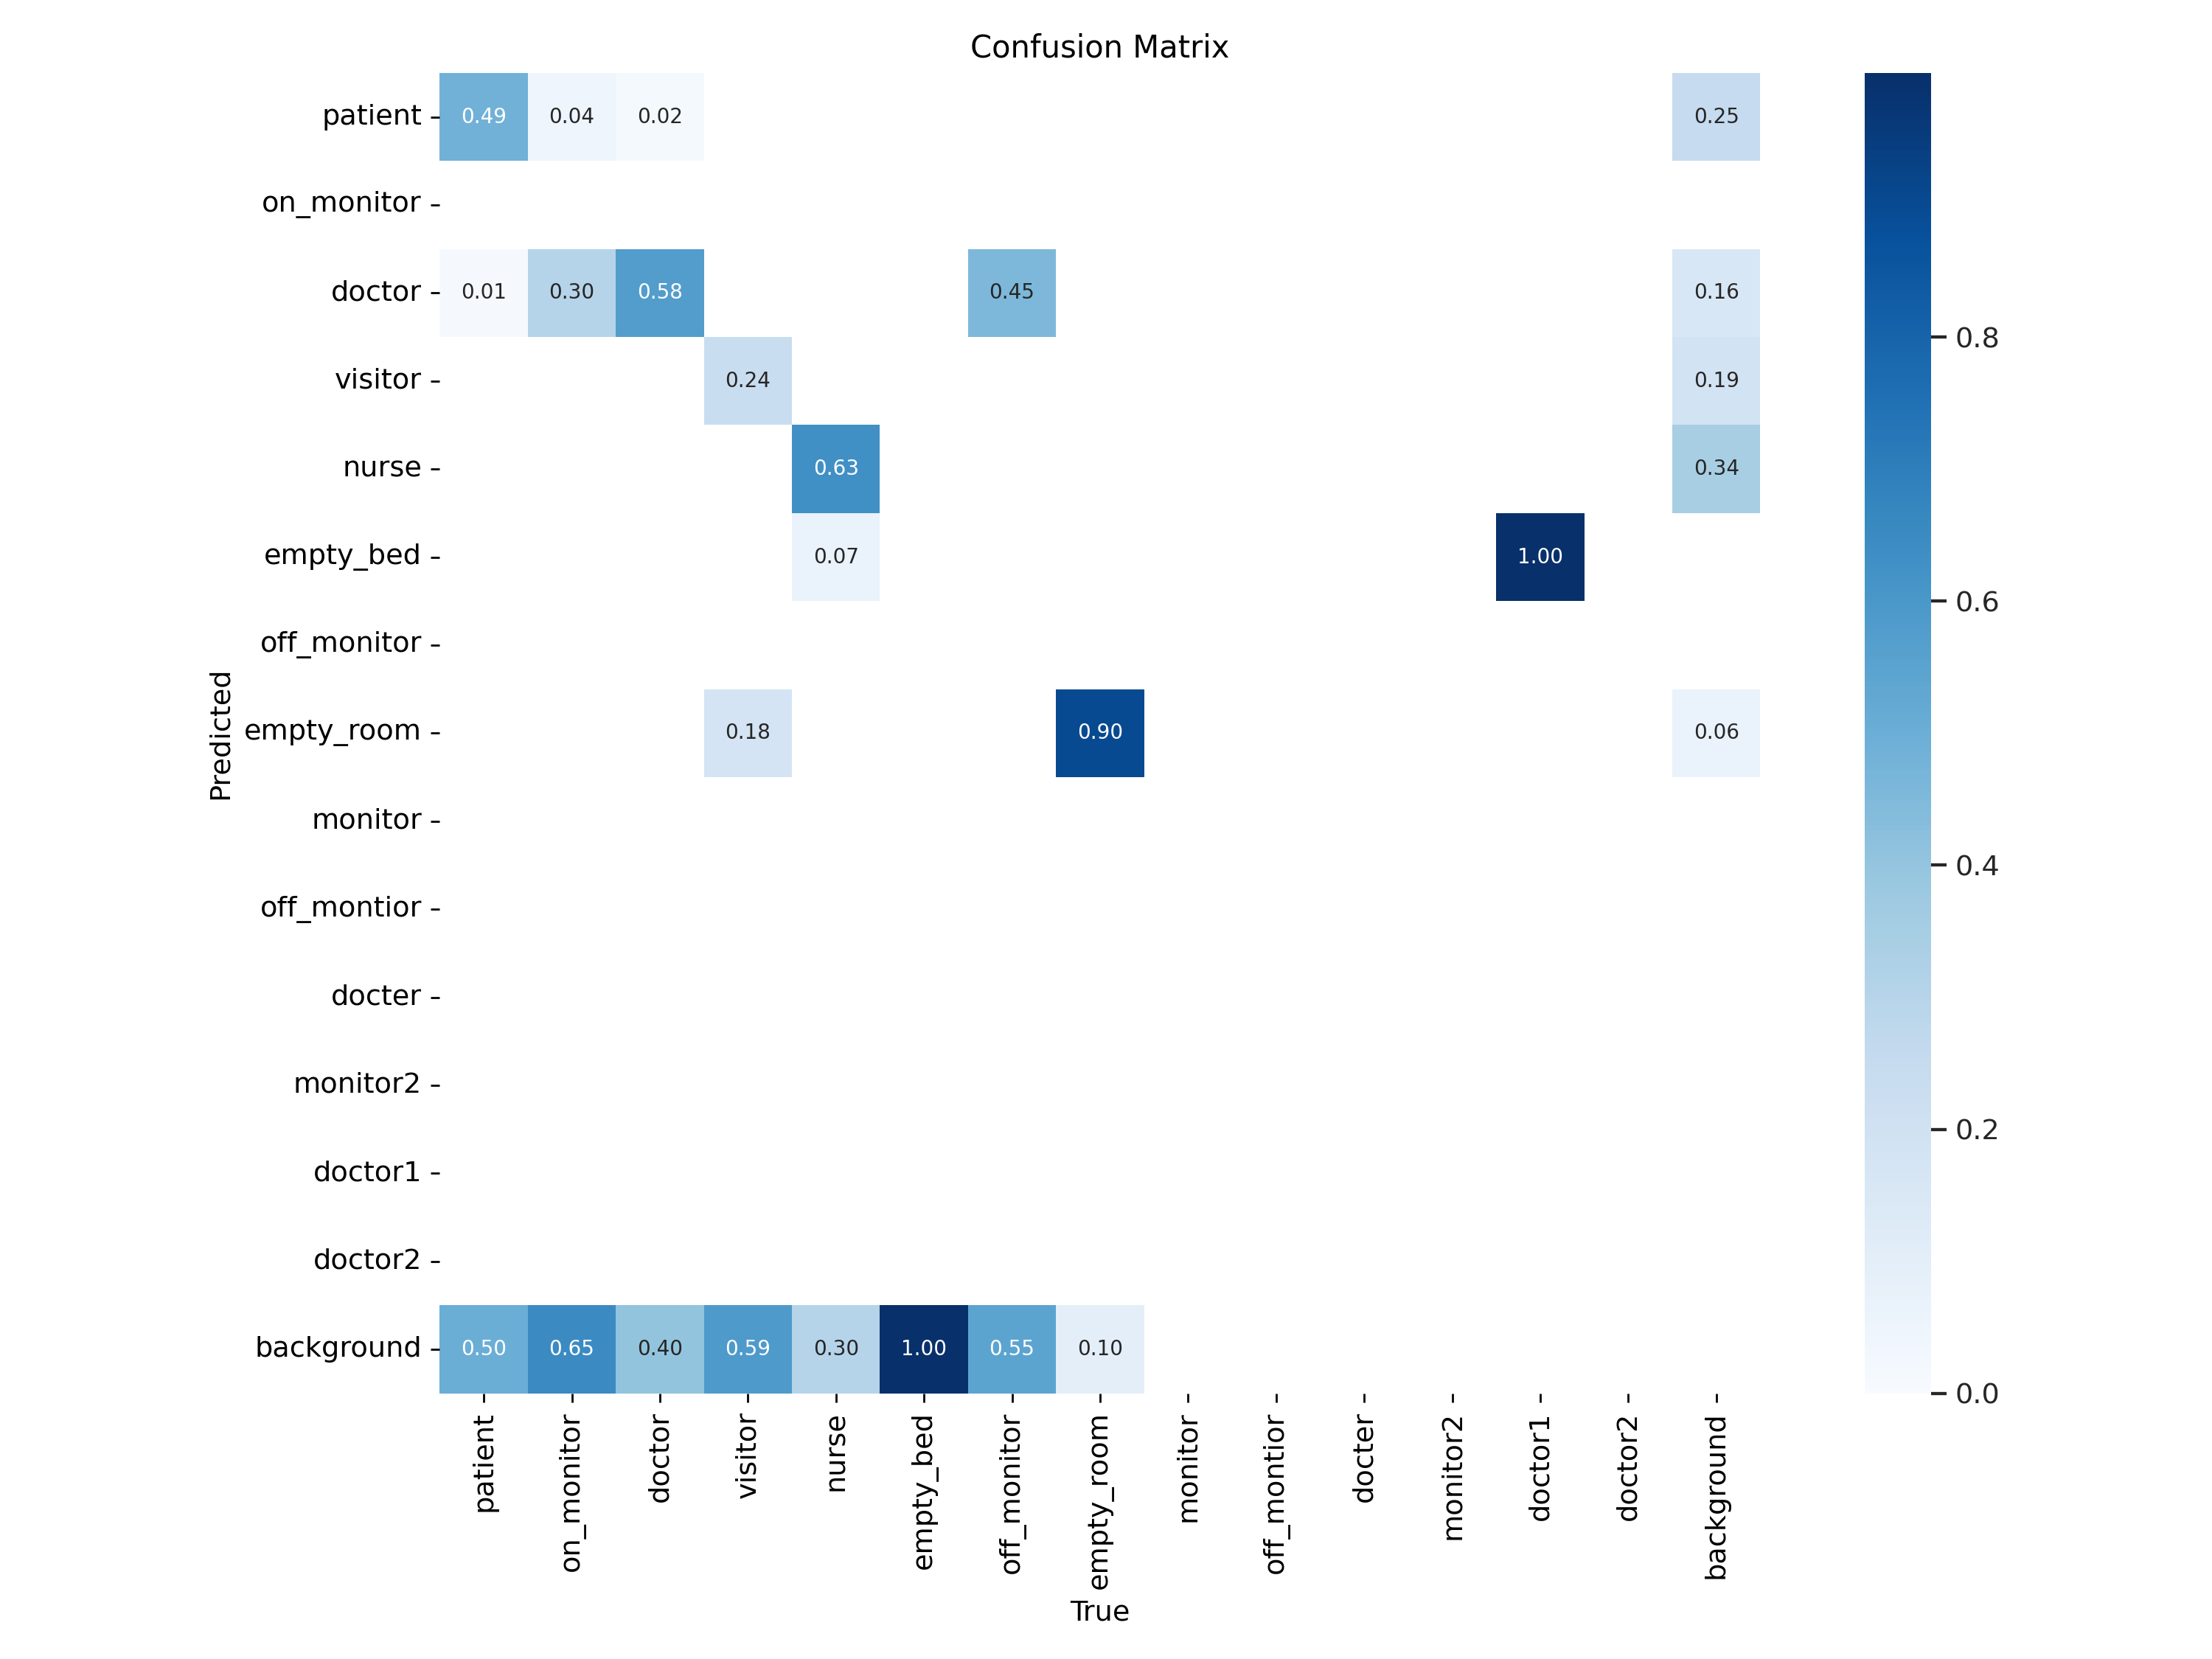 Confusion Matrix
patient 0.49 0.04 0.02 0.25
on_monitor
doctor 0.01 0.30 0.58 0.45 0.16
0.8
visitor 0.24 0.19
nurse 0.63 0.34
empty_bed 0.07 1.00
0.6
off_monitor
Predicted
empty_room 0.18 0.90 0.06
monitor
0.4
off_montior
docter
monitor2
0.2
doctor1
doctor2
background 0.50 0.65 0.40 0.59 0.30 1.00 0.55 0.10
0.0
patient
on_monitor
doctor
visitor
nurse
empty_bed
off_monitor
empty_room
monitor
off_montior
docter
monitor2
doctor1
doctor2
background
True